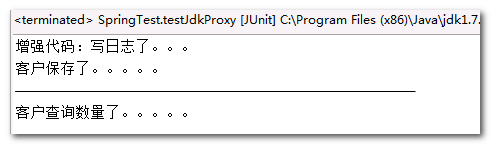 <terminated> SpringTest.testJdkProxy [JUnit] C:\Program Files (x86)\Java\jdk1.7.
增强代码：写日志了。。。
客户保存了。。。。。
————————————————————————————
客户查询数量了。。。。。